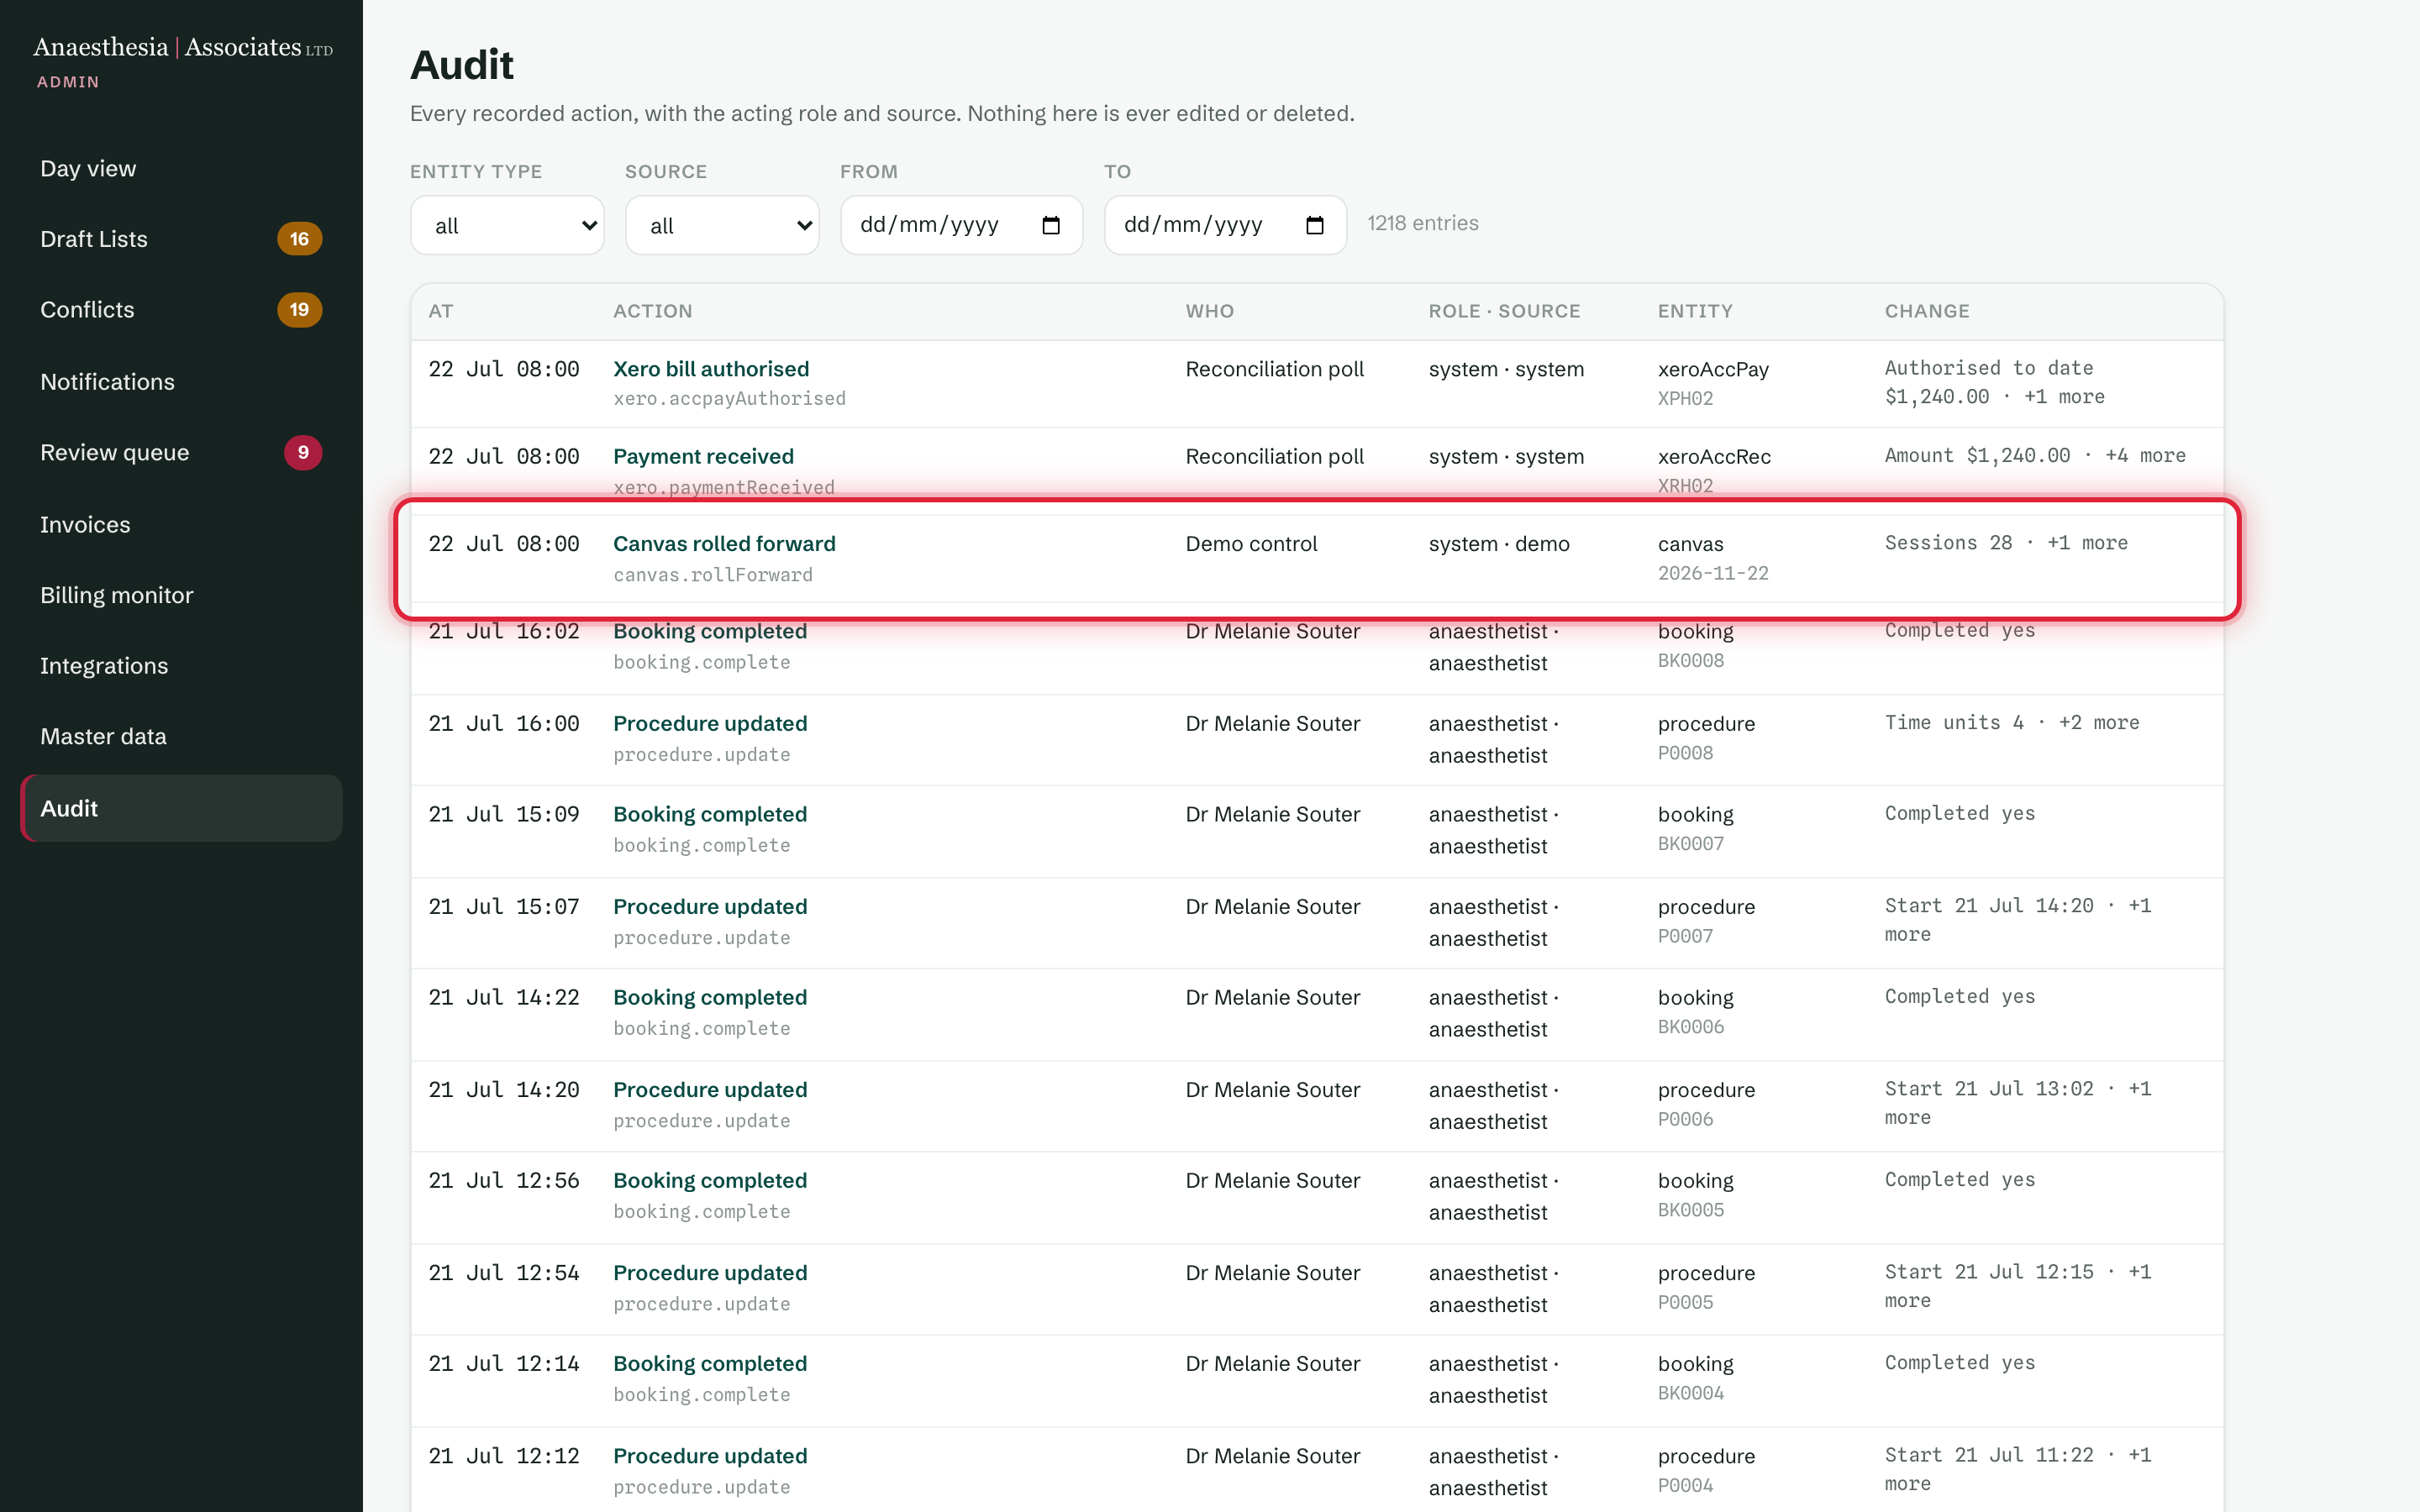 Anaesthesia | Associates LTD
ADMIN
Day view
Draft Lists 16
Conflicts 19
Notifications
Review queue 9
Invoices
Billing monitor
Integrations
Master data
Audit
Audit
Every recorded action, with the acting role and source. Nothing here is ever edited or deleted.
ENTITY TYPE SOURCE FROM TO
all all dd/mm/yyyy dd/mm/yyyy 1218 entries
AT ACTION WHO ROLE · SOURCE ENTITY CHANGE
22 Jul 08:00 Xero bill authorised Reconciliation poll system · system xeroAccPay Authorised to date
xero.accpayAuthorised XPH02 $1,240.00 · +1 more
22 Jul 08:00 Payment received Reconciliation poll system · system xeroAccRec Amount $1,240.00 · +4 more
xero.paymentReceived XRH02
22 Jul 08:00 Canvas rolled forward Demo control system · demo canvas Sessions 28 · +1 more
canvas.rollForward 2026-11-22
21 Jul 16:02 Booking completed Dr Melanie Souter anaesthetist · booking Completed yes
booking.complete anaesthetist BK0008
21 Jul 16:00 Procedure updated Dr Melanie Souter anaesthetist · procedure Time units 4 · +2 more
procedure.update anaesthetist P0008
21 Jul 15:09 Booking completed Dr Melanie Souter anaesthetist · booking Completed yes
booking.complete anaesthetist BK0007
21 Jul 15:07 Procedure updated Dr Melanie Souter anaesthetist · procedure Start 21 Jul 14:20 · +1
procedure.update anaesthetist P0007 more
21 Jul 14:22 Booking completed Dr Melanie Souter anaesthetist · booking Completed yes
booking.complete anaesthetist BK0006
21 Jul 14:20 Procedure updated Dr Melanie Souter anaesthetist · procedure Start 21 Jul 13:02 · +1
procedure.update anaesthetist P0006 more
21 Jul 12:56 Booking completed Dr Melanie Souter anaesthetist · booking Completed yes
booking.complete anaesthetist BK0005
21 Jul 12:54 Procedure updated Dr Melanie Souter anaesthetist · procedure Start 21 Jul 12:15 · +1
procedure.update anaesthetist P0005 more
21 Jul 12:14 Booking completed Dr Melanie Souter anaesthetist · booking Completed yes
booking.complete anaesthetist BK0004
21 Jul 12:12 Procedure updated Dr Melanie Souter anaesthetist · procedure Start 21 Jul 11:22 · +1
procedure.update anaesthetist P0004 more